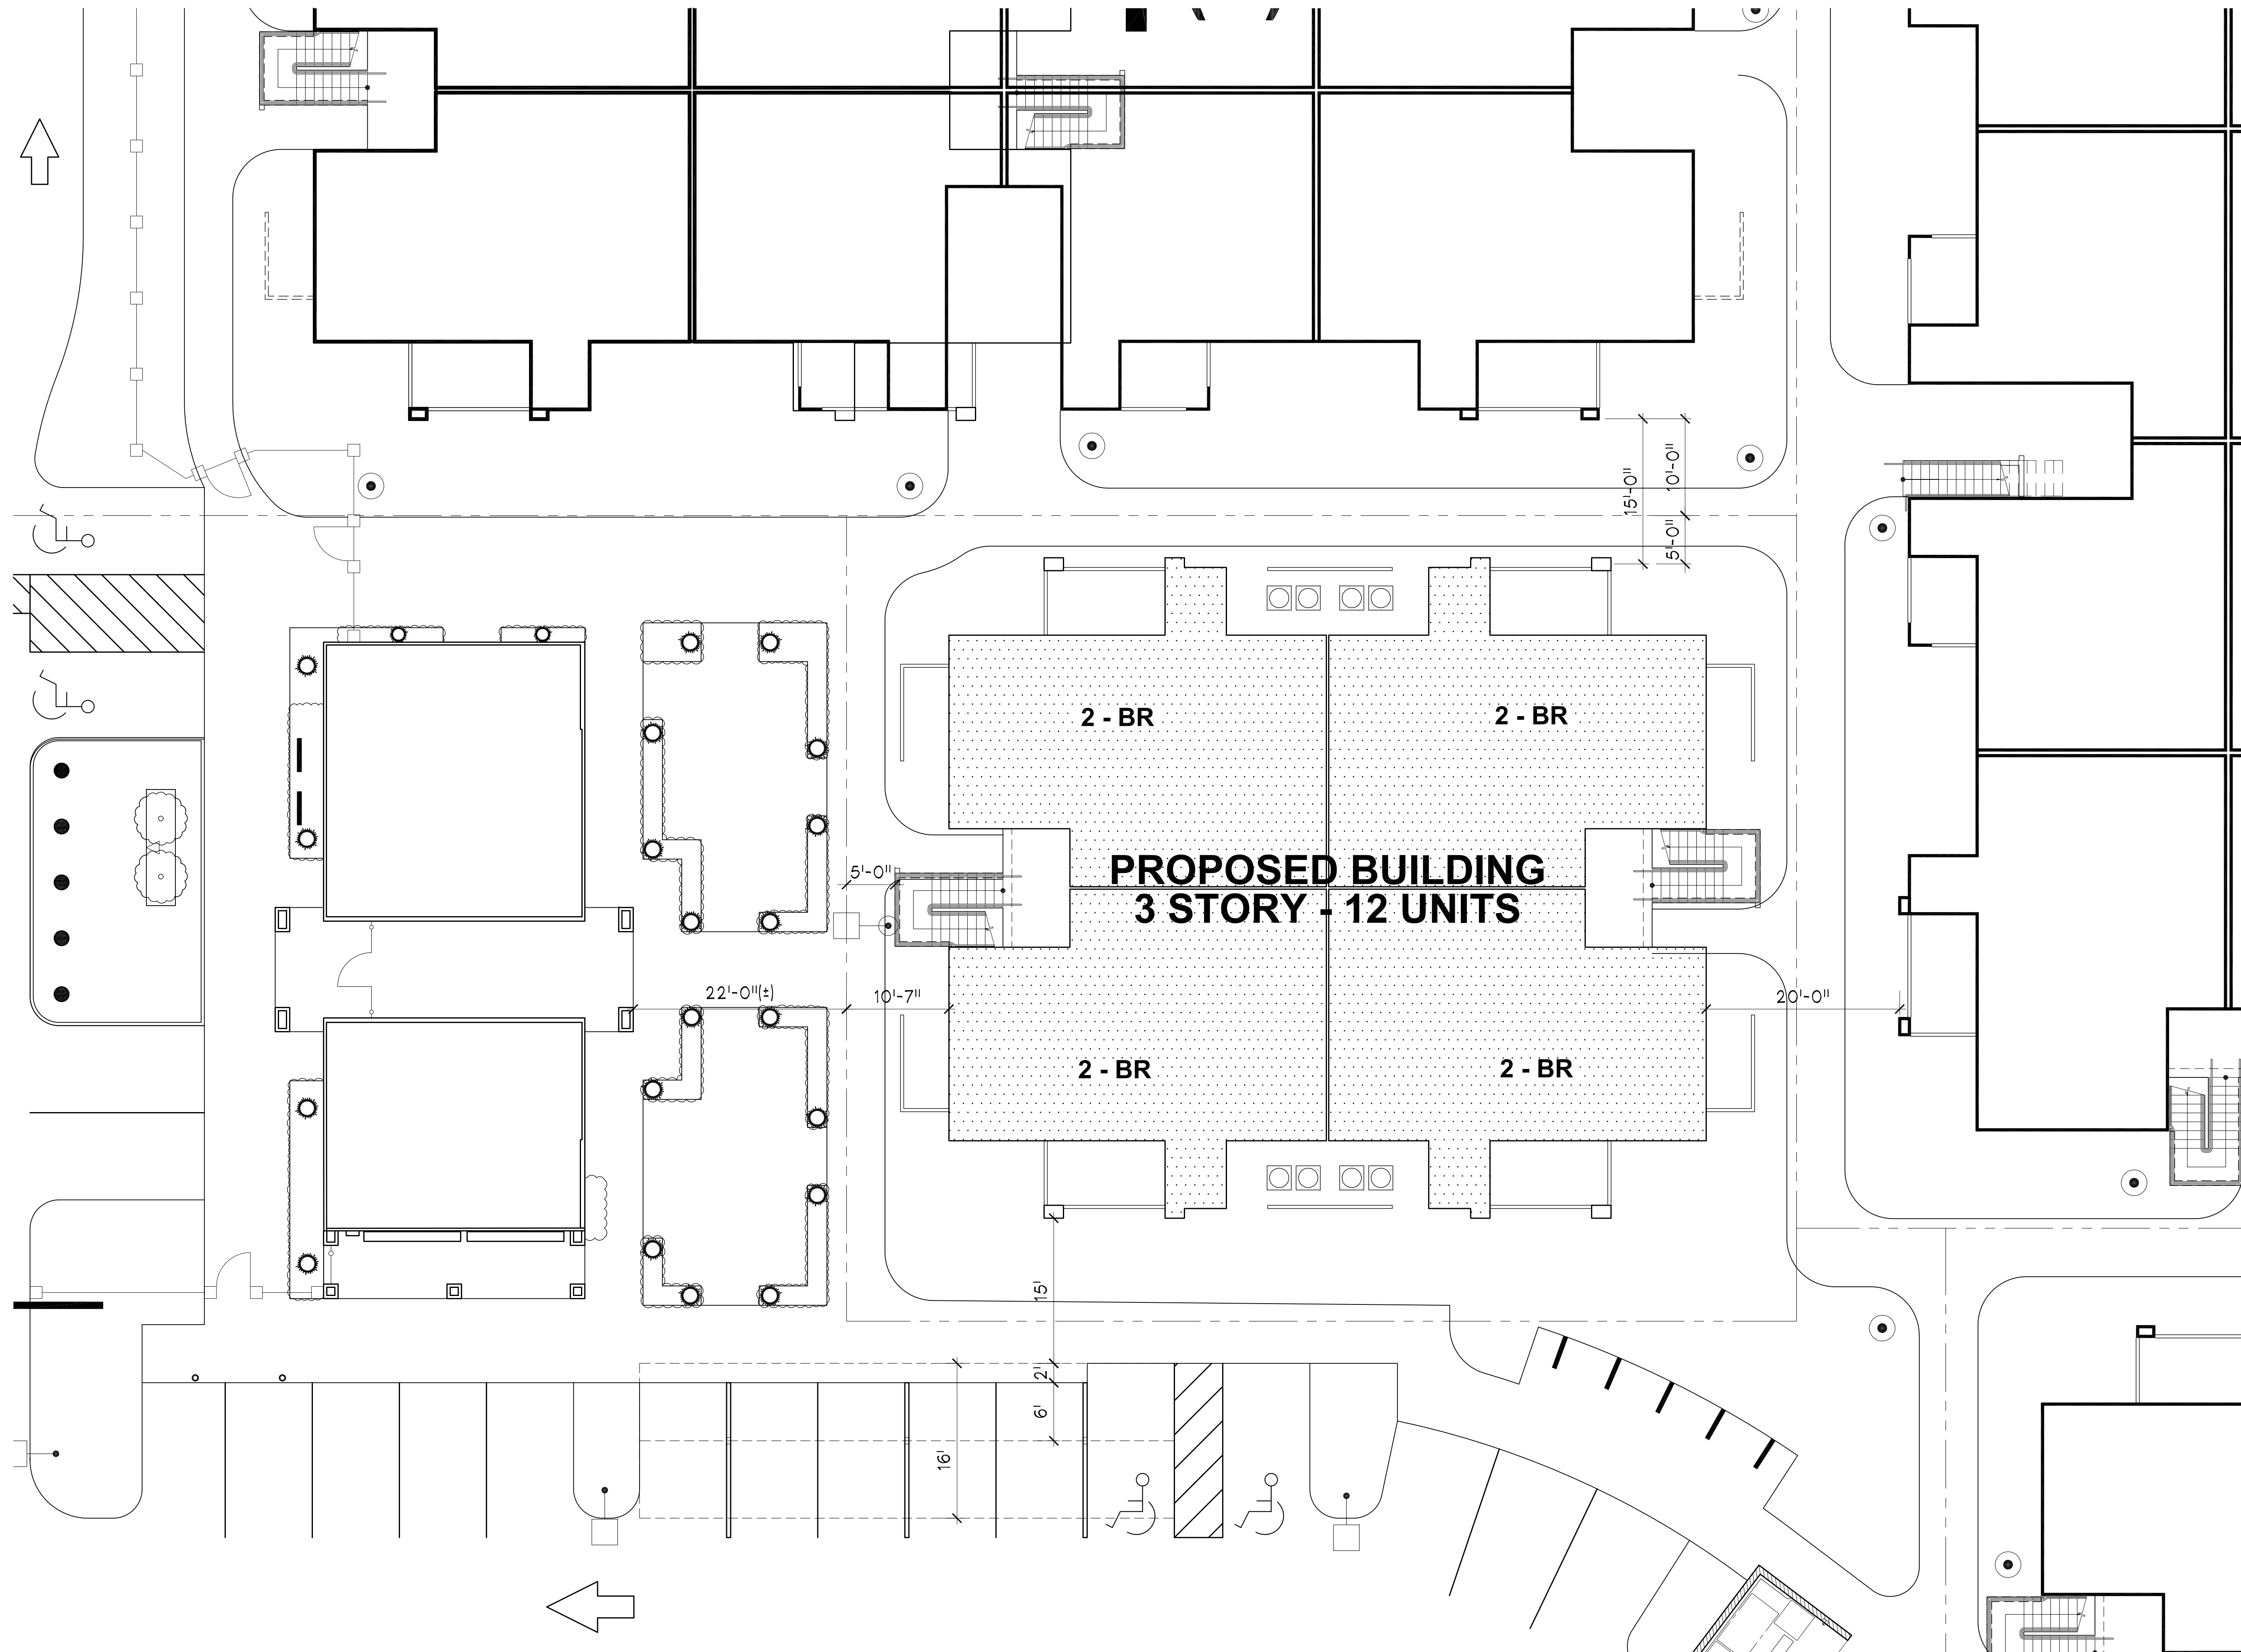 15'-0"
10'-0"
5'-0"
2 - BR
2 - BR
5'-0"
PROPOSED BUILDING
3 STORY - 12 UNITS
22'-0"(±)
10'-7"
20'-0"
2 - BR
2 - BR
15'
2'
6'
16'